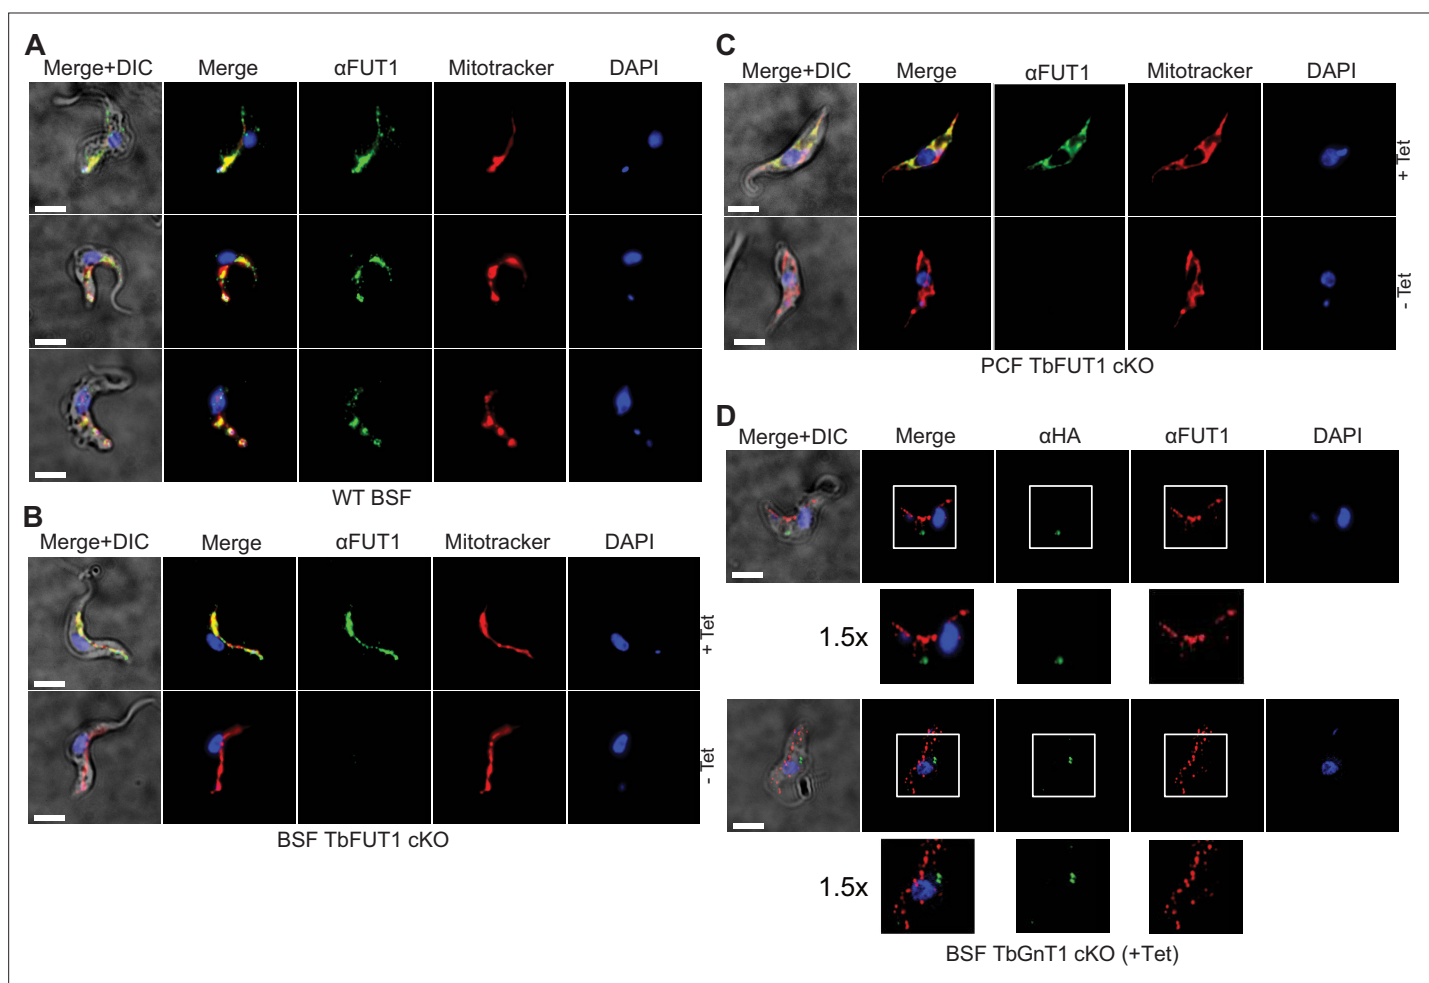 A
Merge+DIC Merge αFUT1 Mitotracker DAPI
WT BSF
B
Merge+DIC Merge αFUT1 Mitotracker DAPI
+ Tet
- Tet
BSF TbFUT1 cKO
C
Merge+DIC Merge αFUT1 Mitotracker DAPI
+ Tet
- Tet
PCF TbFUT1 cKO
D
Merge+DIC Merge αHA αFUT1 DAPI
1.5x
1.5x
BSF TbGnT1 cKO (+Tet)